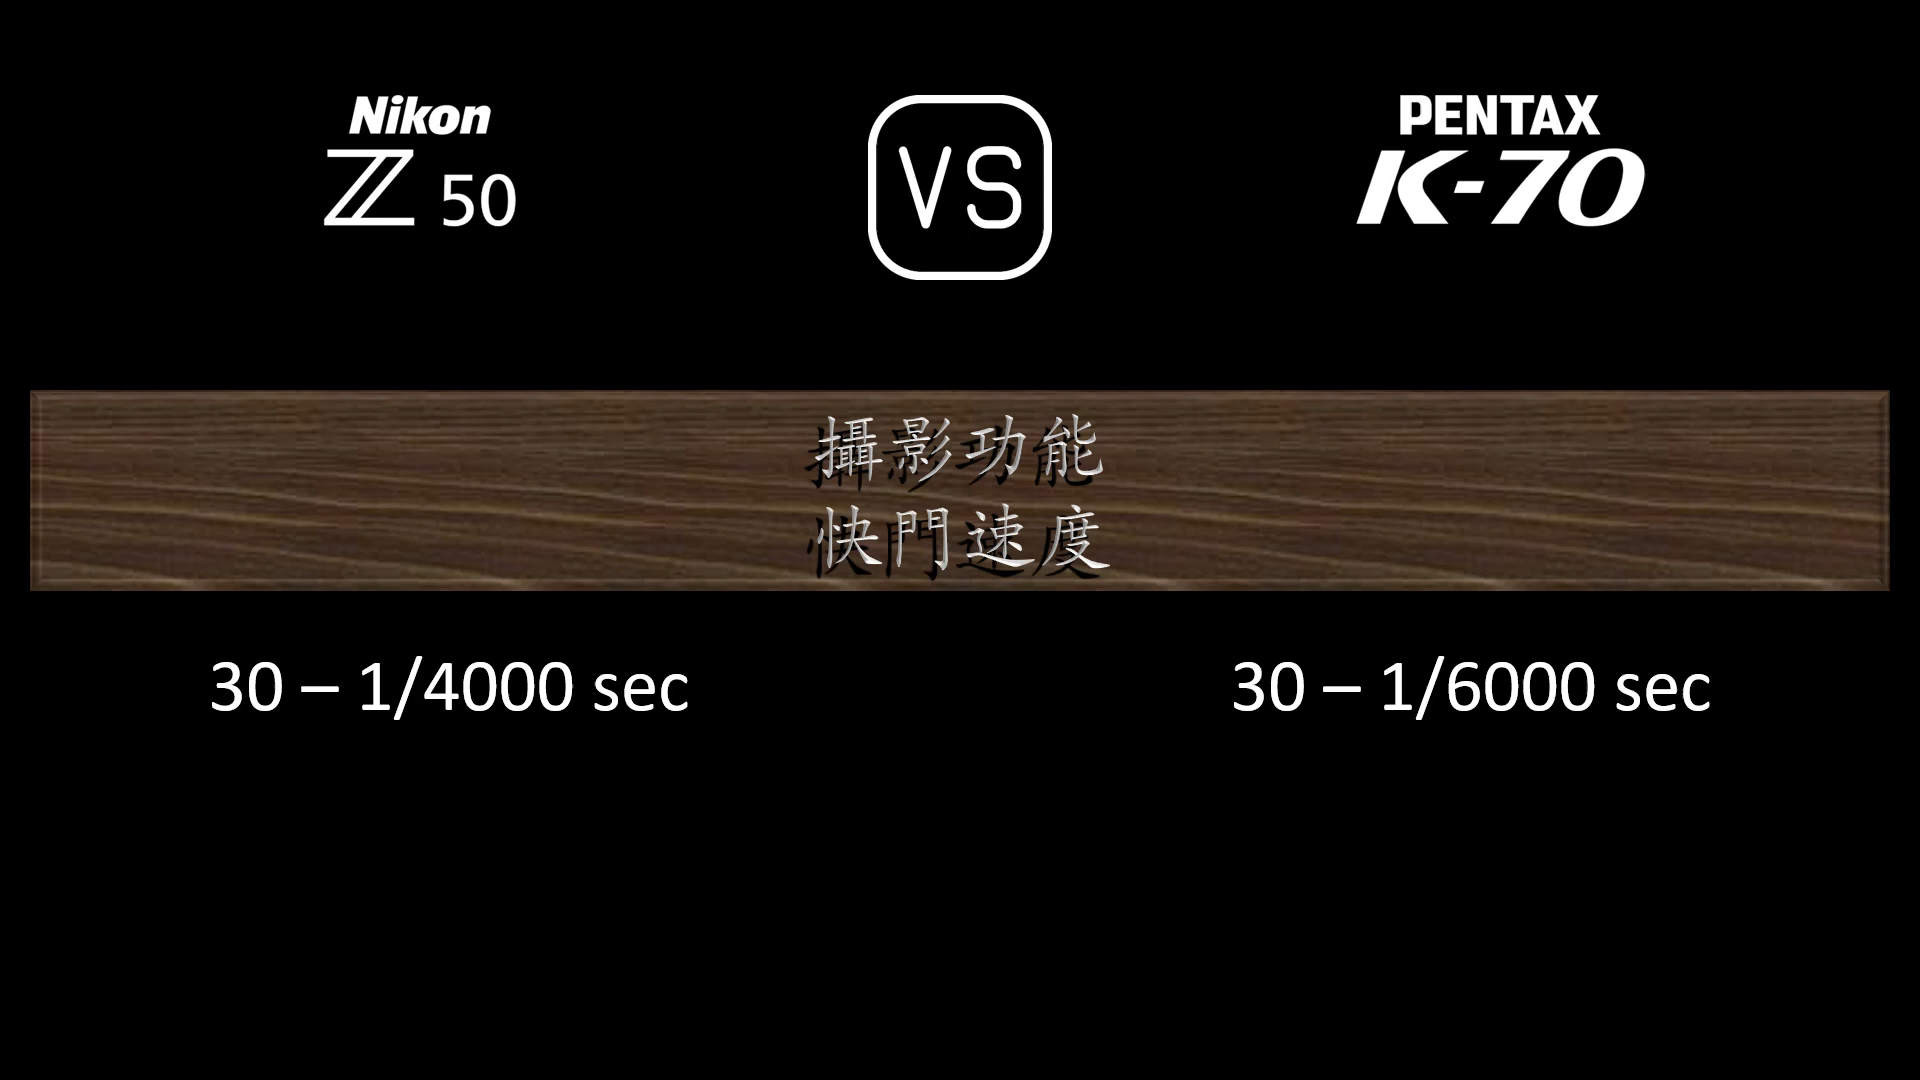 Nikon
Z 50
VS
PENTAX
K-70
攝影功能
快門速度
30 – 1/4000 sec
30 – 1/6000 sec